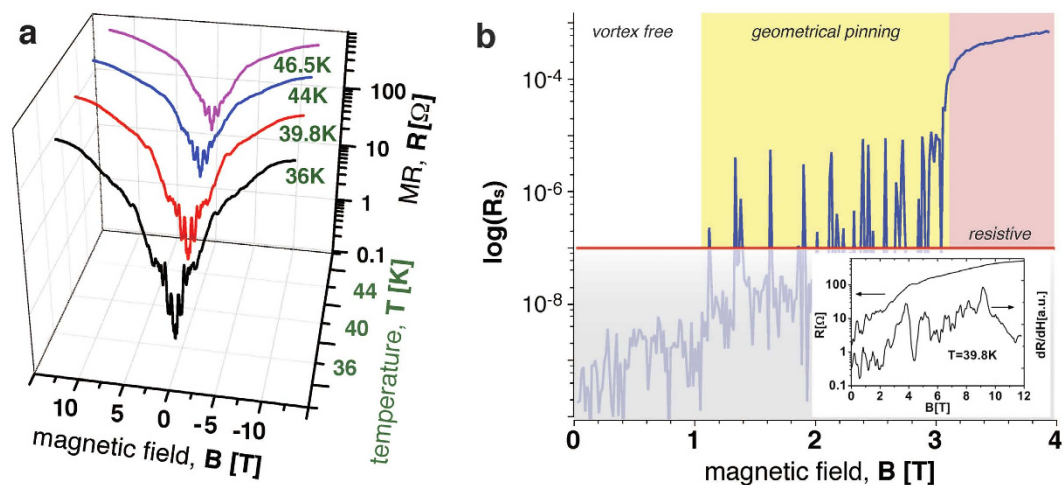 a
46.5K
44K
39.8K
36K
100
10
1
0.1
MR, R[Ω]
44
40
36
temperature, T [K]
10 5 0 -5 -10
magnetic field, B [T]
b
vortex free
geometrical pinning
resistive
10⁻⁴
10⁻⁶
10⁻⁸
log(Rₛ)
0 1 2 3 4
magnetic field, B [T]
100
10
1
0.1
R[Ω]
dR/dH[a.u.]
T=39.8K
0 2 4 6 8 10 12
B[T]